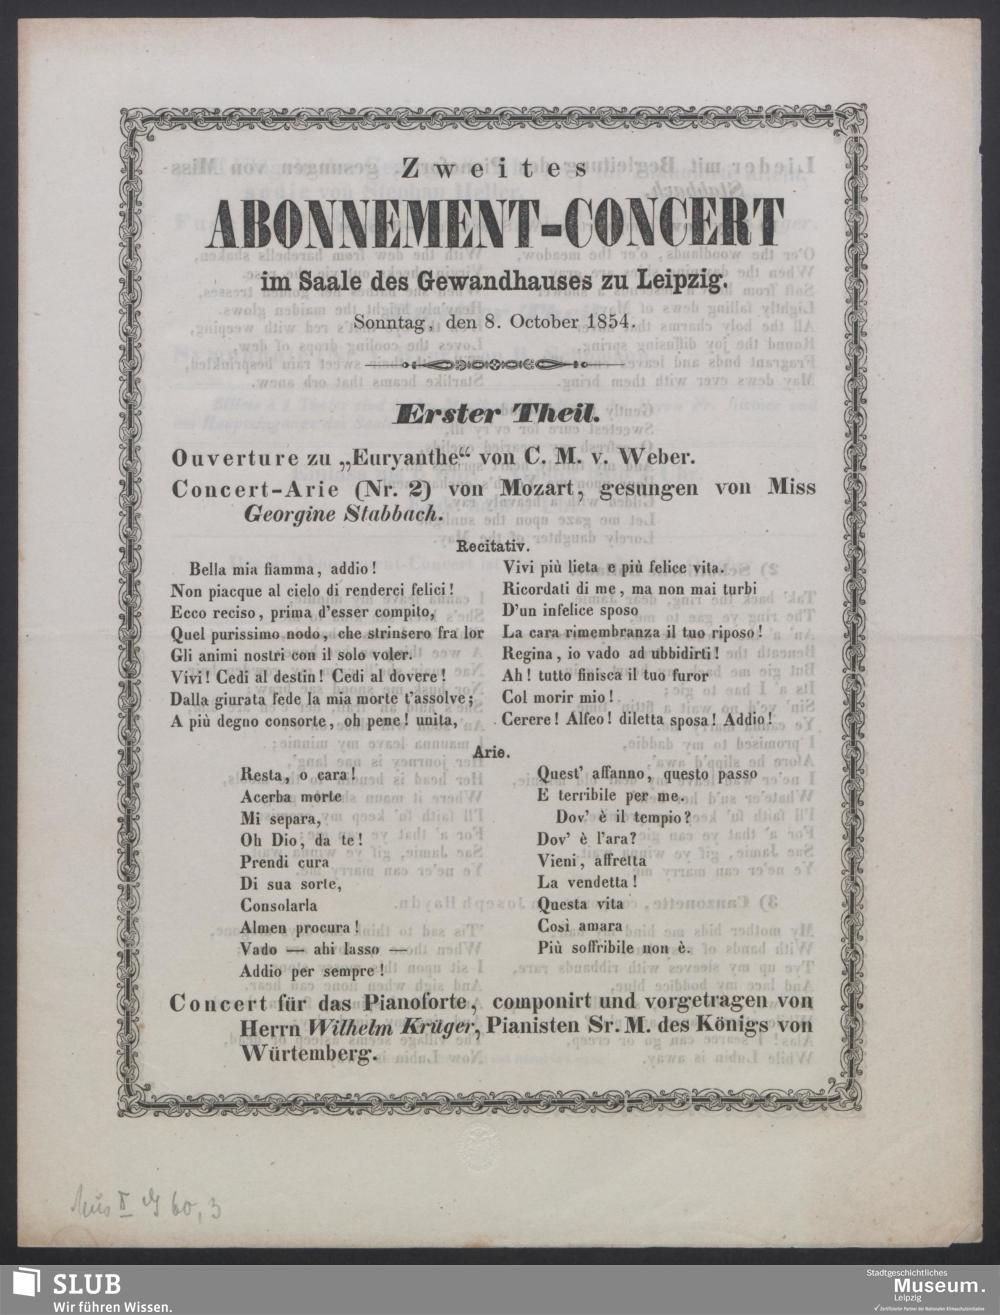 Zweites
ABONNEMENT-CONCERT
im Saale des Gewandhauses zu Leipzig.
Sonntag, den 8. October 1854.
Erster Theil.
Ouverture zu „Euryanthe“ von C. M. v. Weber.
Concert-Arie (Nr. 2) von Mozart, gesungen von Miss
Georgine Stabbach.
Recitativ.
Bella mia fiamma, addio!
Non piacque al cielo di renderci felici!
Ecco reciso, prima d'esser compito,
Quel purissimo nodo, che strinsero fra lor
Gli animi nostri con il solo voler.
Vivi! Cedi al destin! Cedi al dovere!
Dalla giurata fede la mia morte t'assolve;
A più degno consorte, oh pene! unita,
Vivi più lieta e più felice vita.
Ricordati di me, ma non mai turbi
D'un infelice sposo
La cara rimembranza il tuo riposo!
Regina, io vado ad ubbidirti!
Ah! tutto finisca il tuo furor
Col morir mio!
Cerere! Alfeo! diletta sposa! Addio!
Arie.
Resta, o cara!
Acerba morte
Mi separa,
Oh Dio, da te!
Prendi cura
Di sua sorte,
Consolarla
Almen procura!
Vado — ahi lasso —
Addio per sempre!
Quest' affanno, questo passo
E terribile per me.
Dov' è il tempio?
Dov' è l'ara?
Vieni, affretta
La vendetta!
Questa vita
Così amara
Più soffribile non è.
Concert für das Pianoforte, componirt und vorgetragen von
Herrn Wilhelm Krüger, Pianisten Sr. M. des Königs von
Würtemberg.
Mus II 60, 3
SLUB
Wir führen Wissen.
Stadtgeschichtliches
Museum.
Leipzig
Zertifizierter Partner der Nationalen Klimaschutzinitiative